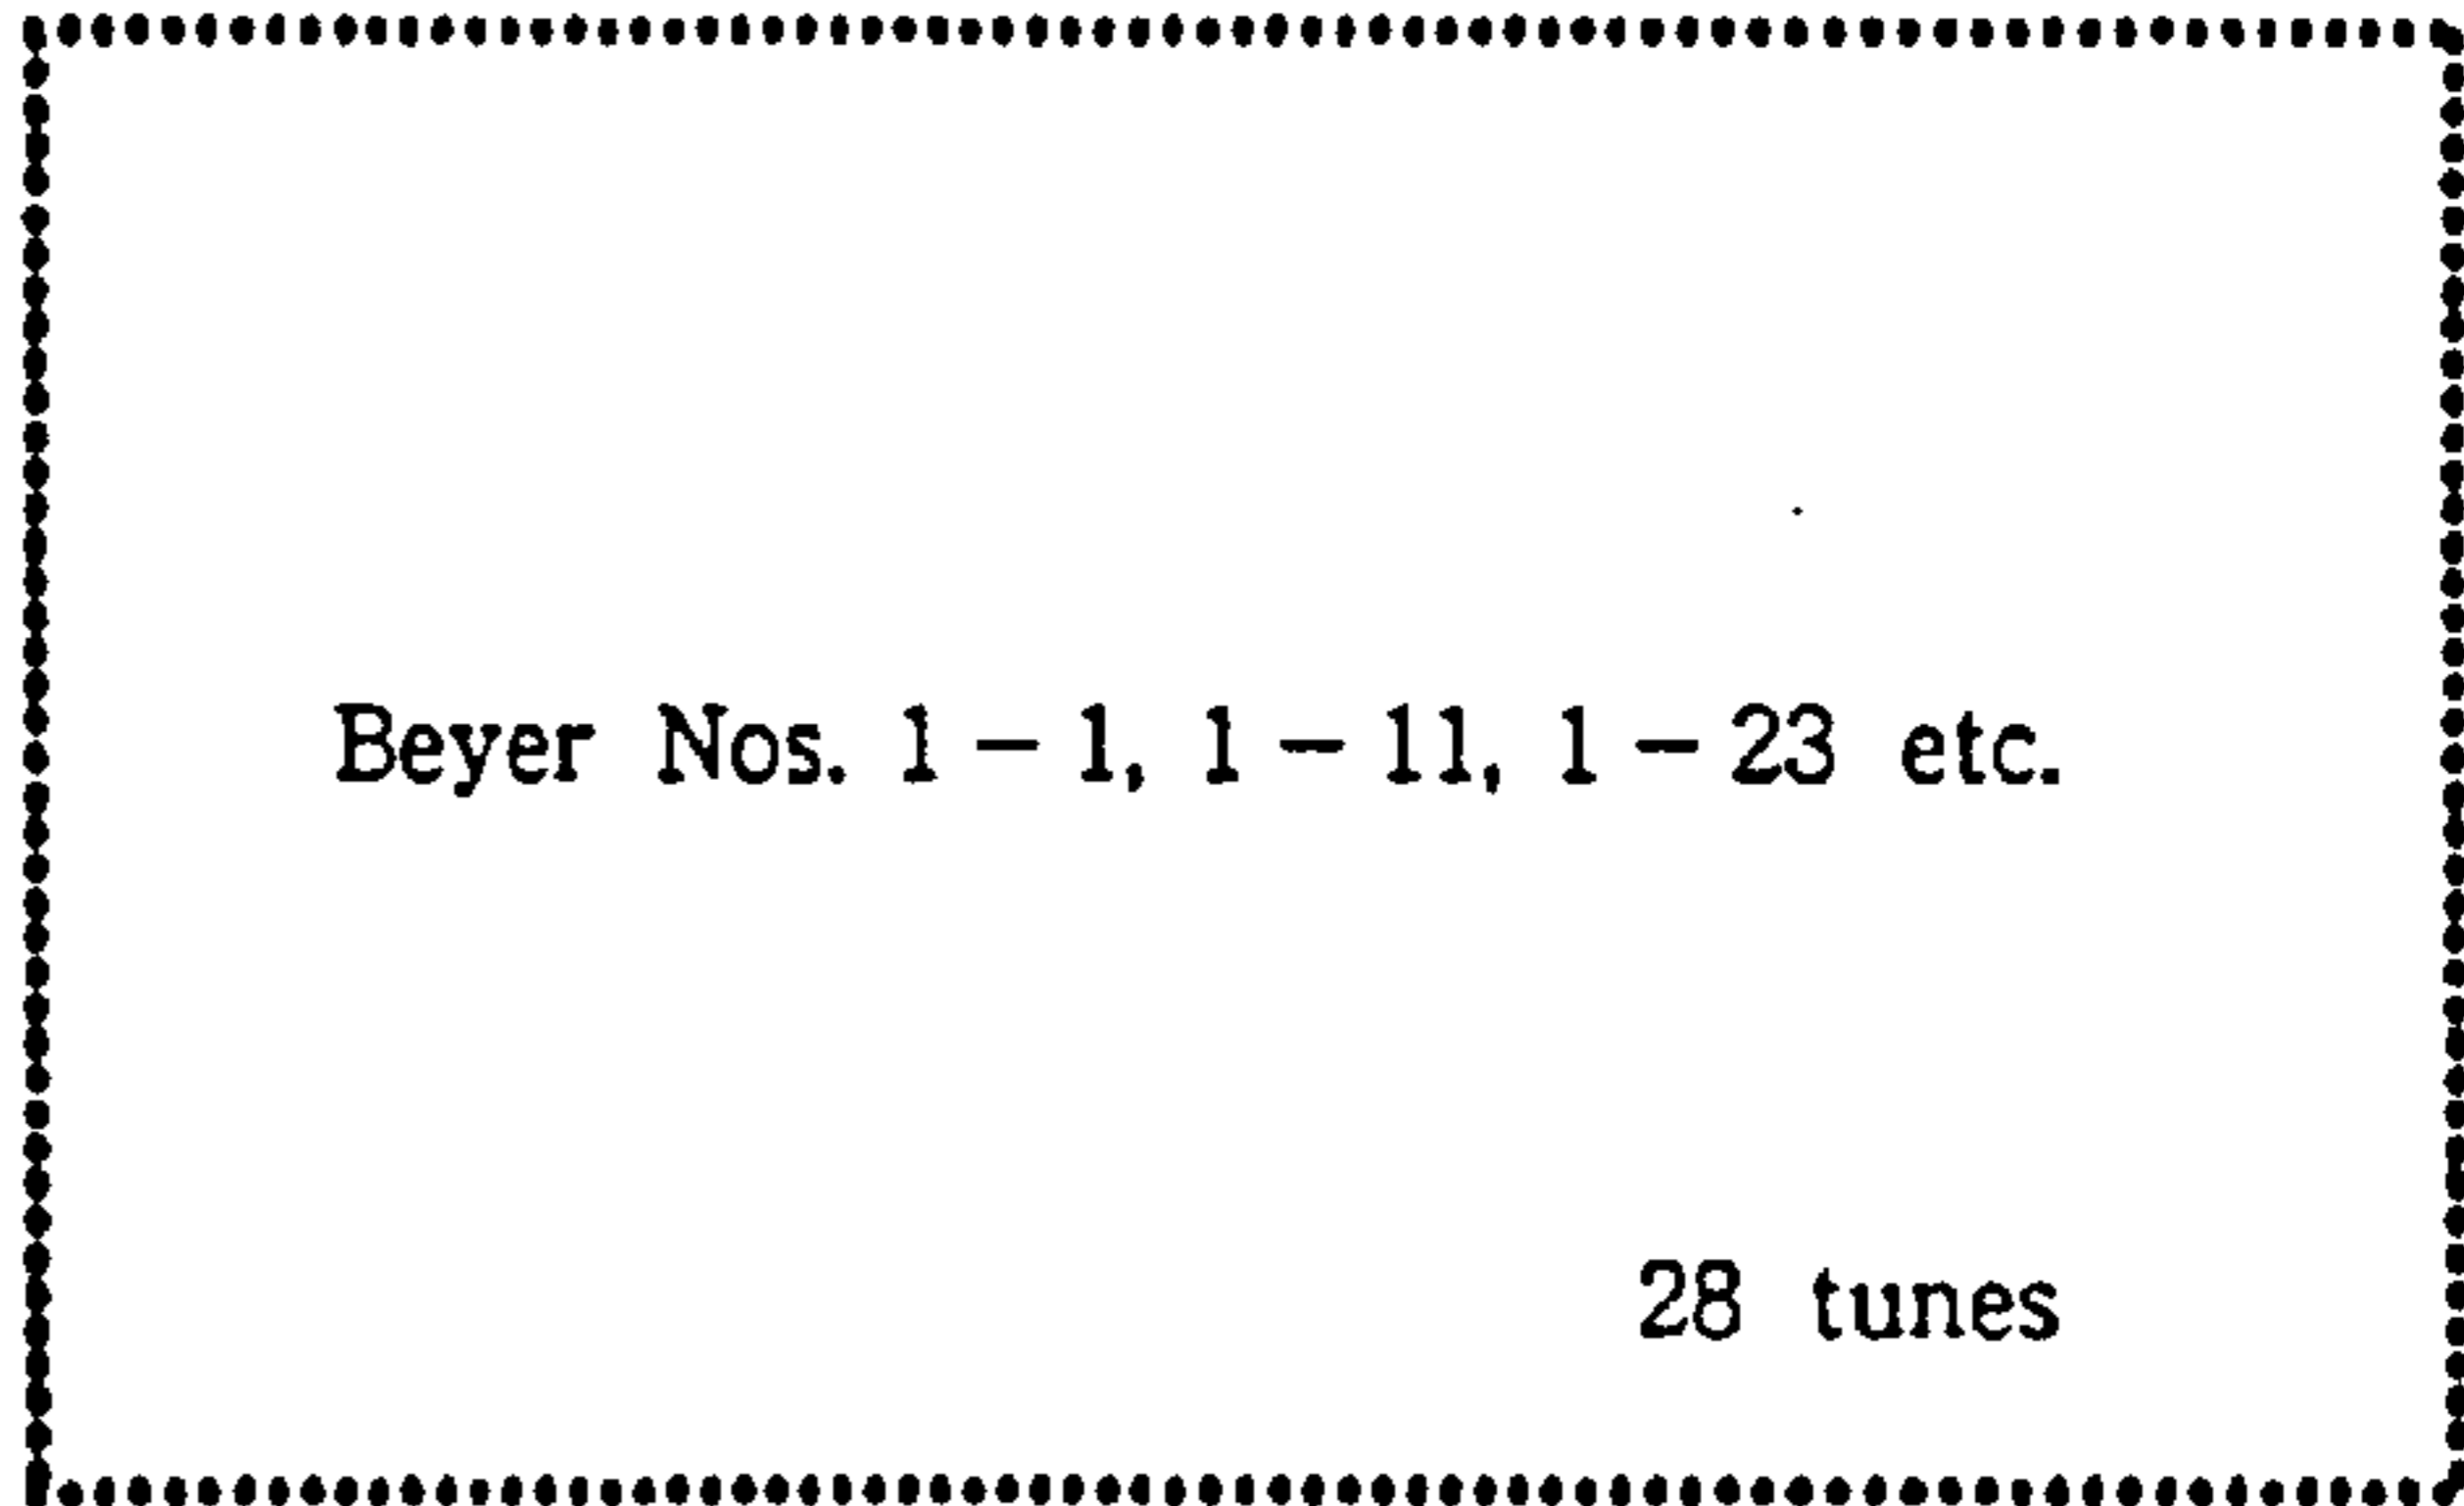 Beyer Nos. 1 – 1, 1 – 11, 1 – 23 etc.
28 tunes